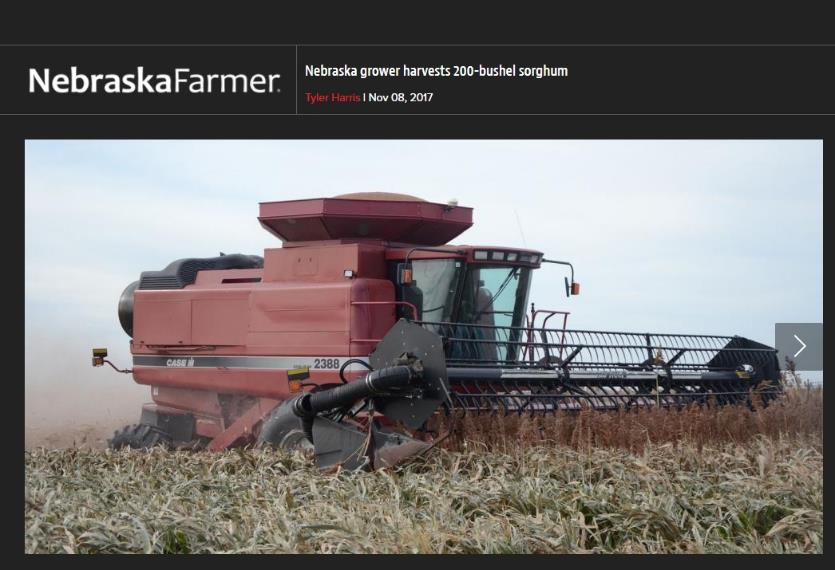 NebraskaFarmer.
Nebraska grower harvests 200-bushel sorghum
Tyler Harris | Nov 08, 2017
CASE IH
2388